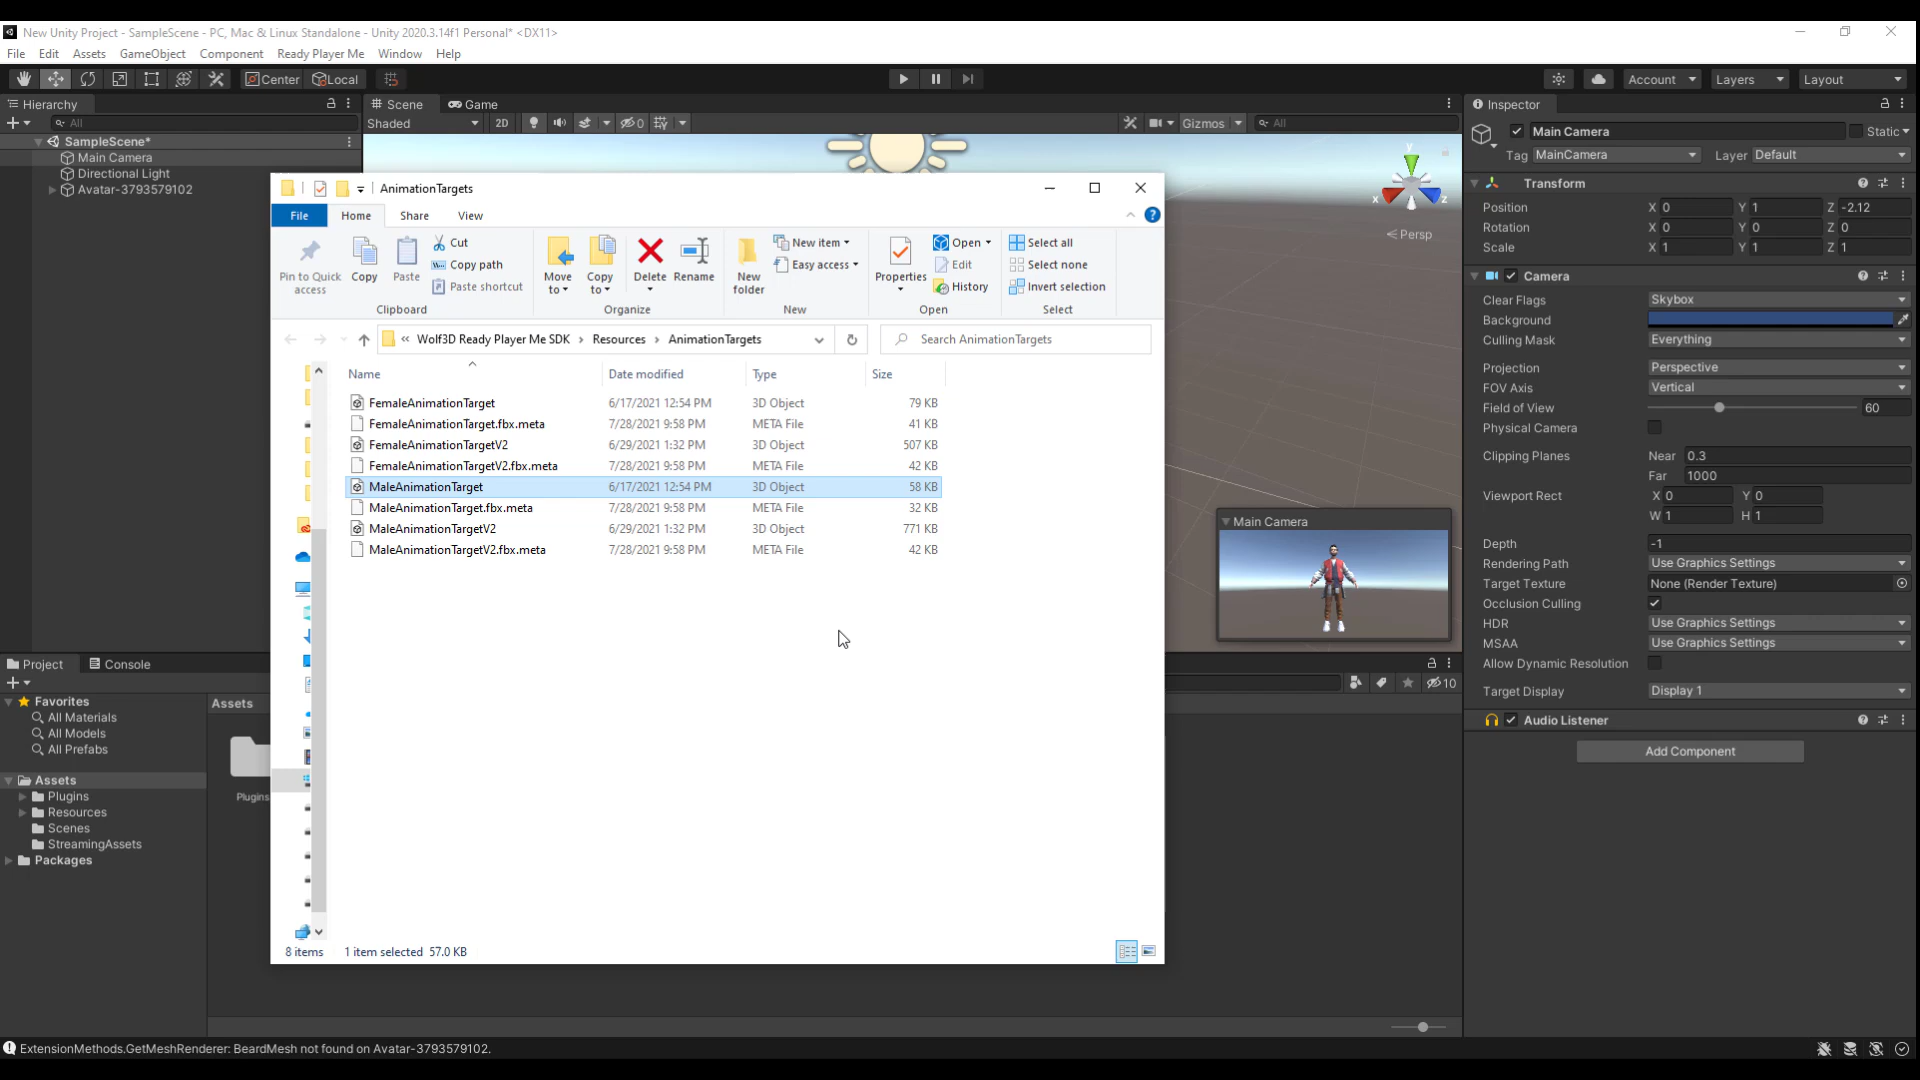 New Unity Project - SampleScene - PC, Mac & Linux Standalone - Unity 2020.3.14f1 Personal* <DX11>
File Edit Assets GameObject Component Ready Player Me Window Help
Center Local
Account Layers Layout
Hierarchy
All
SampleScene*
Main Camera
Directional Light
Avatar-3793579102
Scene Game
Shaded 2D 0 Gizmos All
y
x
z
Persp
AnimationTargets
File Home Share View
Pin to Quick access
Copy
Paste
Cut
Copy path
Paste shortcut
Clipboard
Move to
Copy to
Delete
Rename
Organize
New folder
New item
Easy access
New
Properties
Open
Edit
History
Open
Select all
Select none
Invert selection
Select
« Wolf3D Ready Player Me SDK › Resources › AnimationTargets
Search AnimationTargets
Name Date modified Type Size
FemaleAnimationTarget 6/17/2021 12:54 PM 3D Object 79 KB
FemaleAnimationTarget.fbx.meta 7/28/2021 9:58 PM META File 41 KB
FemaleAnimationTargetV2 6/29/2021 1:32 PM 3D Object 507 KB
FemaleAnimationTargetV2.fbx.meta 7/28/2021 9:58 PM META File 42 KB
MaleAnimationTarget 6/17/2021 12:54 PM 3D Object 58 KB
MaleAnimationTarget.fbx.meta 7/28/2021 9:58 PM META File 32 KB
MaleAnimationTargetV2 6/29/2021 1:32 PM 3D Object 771 KB
MaleAnimationTargetV2.fbx.meta 7/28/2021 9:58 PM META File 42 KB
8 items 1 item selected 57.0 KB
Main Camera
Inspector
Main Camera Static
Tag MainCamera Layer Default
Transform
Position X 0 Y 1 Z -2.12
Rotation X 0 Y 0 Z 0
Scale X 1 Y 1 Z 1
Camera
Clear Flags Skybox
Background
Culling Mask Everything
Projection Perspective
FOV Axis Vertical
Field of View 60
Physical Camera
Clipping Planes Near 0.3
Far 1000
Viewport Rect X 0 Y 0
W 1 H 1
Depth -1
Rendering Path Use Graphics Settings
Target Texture None (Render Texture)
Occlusion Culling
HDR Use Graphics Settings
MSAA Use Graphics Settings
Allow Dynamic Resolution
Target Display Display 1
Audio Listener
Add Component
Project Console
10
Favorites
All Materials
All Models
All Prefabs
Assets
Plugins
Resources
Scenes
StreamingAssets
Packages
Assets
Plugins
ExtensionMethods.GetMeshRenderer: BeardMesh not found on Avatar-3793579102.